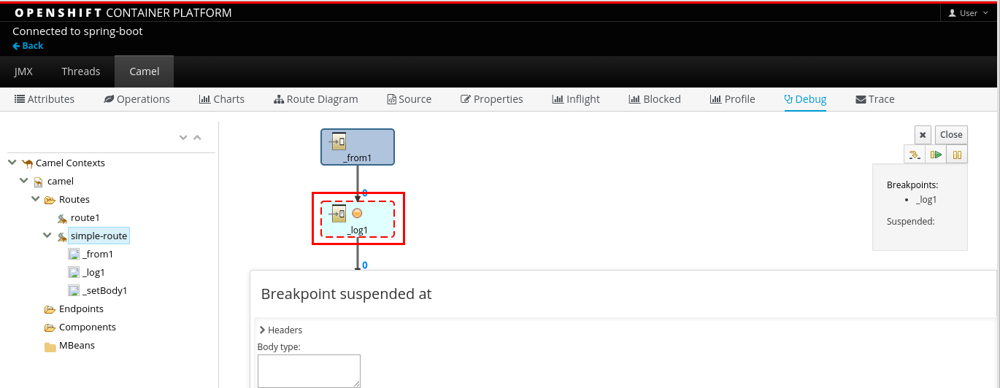 OPENSHIFT CONTAINER PLATFORM
User
Connected to spring-boot
Back
JMX Threads Camel
Attributes Operations Charts Route Diagram Source Properties Inflight Blocked Profile Debug Trace
Close
Camel Contexts
camel
Routes
route1
simple-route
_from1
_log1
_setBody1
Endpoints
Components
MBeans
_from1
0
_log1
0
Breakpoints:
• _log1
Suspended:
Breakpoint suspended at
Headers
Body type: